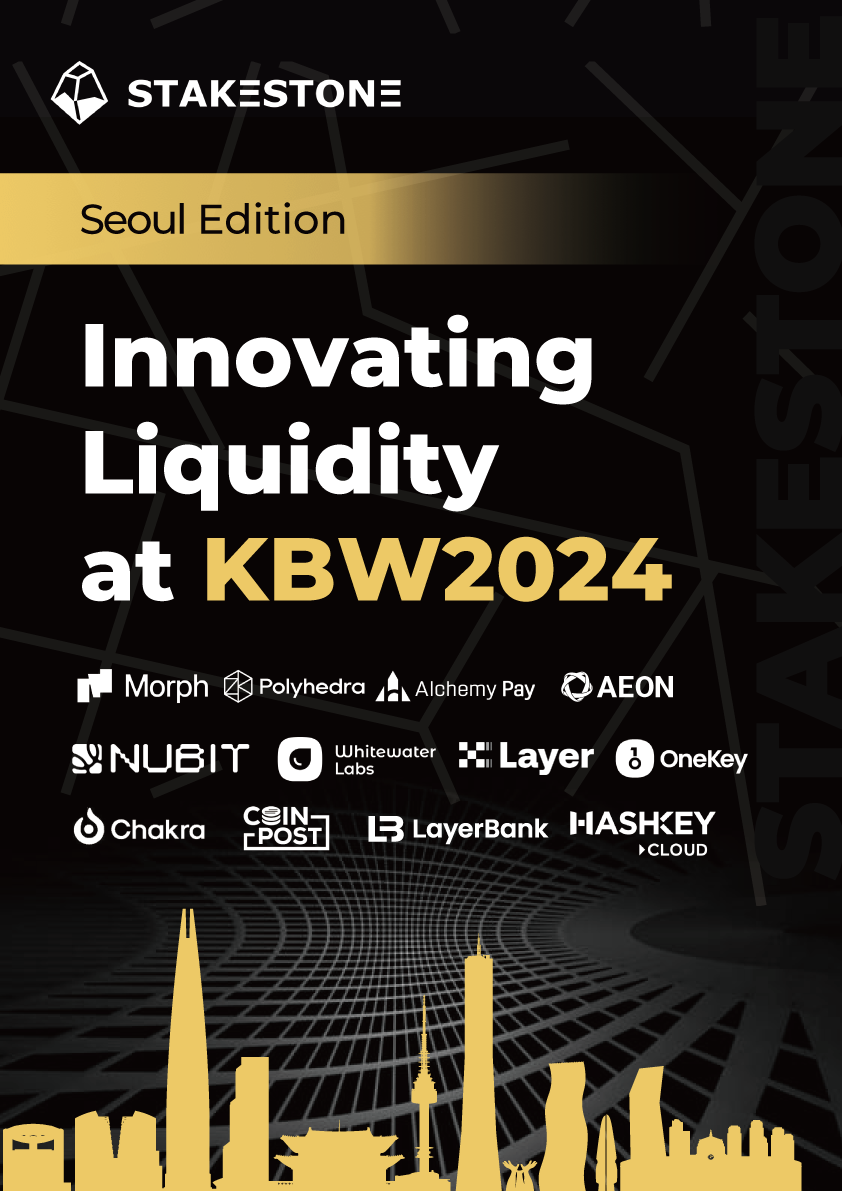 STAKESTONE
Seoul Edition
Innovating
Liquidity
at KBW2024
Morph Polyhedra Alchemy Pay AEON
NUBIT Whitewater Labs Layer OneKey
Chakra COIN POST LB LayerBank HASHKEY CLOUD
STAKESTONE